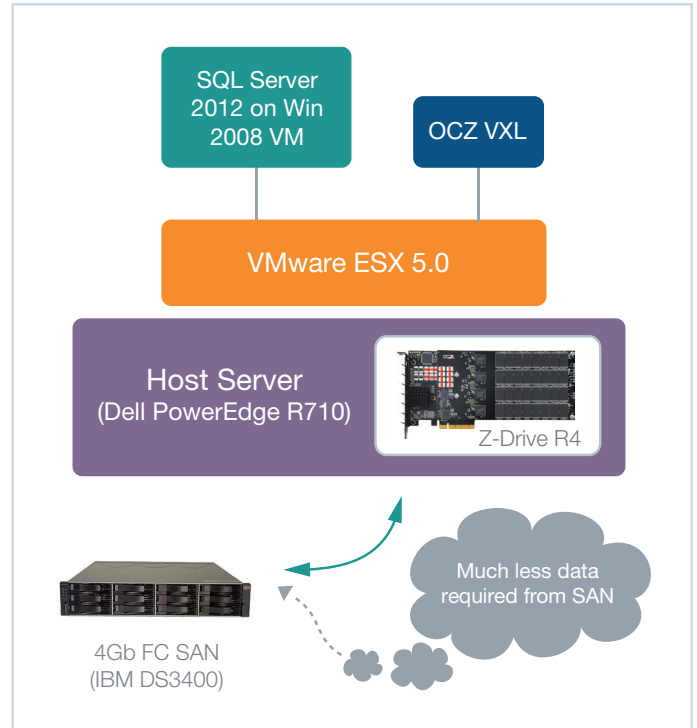 SQL Server
2012 on Win
2008 VM
OCZ VXL
VMware ESX 5.0
Host Server
(Dell PowerEdge R710)
OCZ
Z-Drive R4
Much less data
required from SAN
4Gb FC SAN
(IBM DS3400)